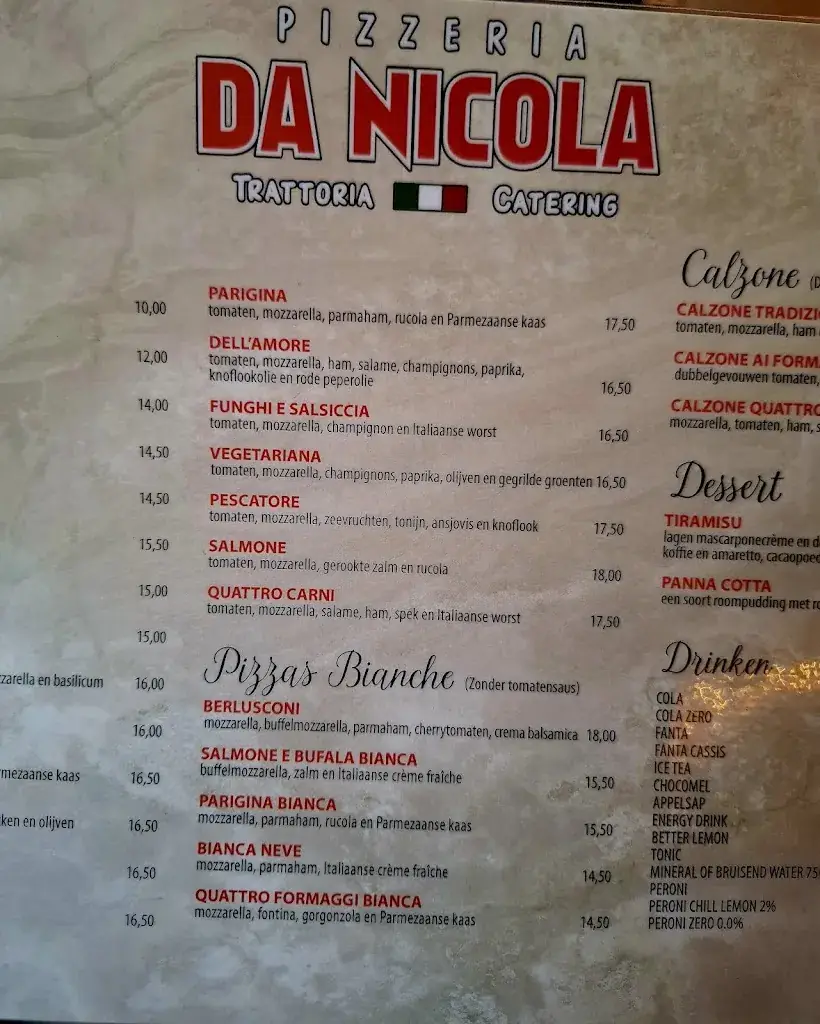 PIZZERIA
DA NICOLA
TRATTORIA CATERING
10,00
12,00
14,00
14,50
14,50
15,50
15,00
15,00
zarella en basilicum 16,00
16,00
mezaanse kaas 16,50
ken en olijven 16,50
16,50
16,50
PARIGINA
tomaten, mozzarella, parmaham, rucola en Parmezaanse kaas 17,50
DELL'AMORE
tomaten, mozzarella, ham, salame, champignons, paprika,
knoflookolie en rode peperolie 16,50
FUNGHI E SALSICCIA
tomaten, mozzarella, champignon en Italiaanse worst 16,50
VEGETARIANA
tomaten, mozzarella, champignons, paprika, olijven en gegrilde groenten 16,50
PESCATORE
tomaten, mozzarella, zeevruchten, tonijn, ansjovis en knoflook 17,50
SALMONE
tomaten, mozzarella, gerookte zalm en rucola 18,00
QUATTRO CARNI
tomaten, mozzarella, salame, ham, spek en Italiaanse worst 17,50
Pizzas Bianche (Zonder tomatensaus)
BERLUSCONI
mozzarella, buffelmozzarella, parmaham, cherrytomaten, crema balsamica 18,00
SALMONE E BUFALA BIANCA
buffelmozzarella, zalm en Italiaanse crème fraîche 15,50
PARIGINA BIANCA
mozzarella, parmaham, rucola en Parmezaanse kaas 15,50
BIANCA NEVE
mozzarella, parmaham, Italiaanse crème fraîche 14,50
QUATTRO FORMAGGI BIANCA
mozzarella, fontina, gorgonzola en Parmezaanse kaas 14,50
Calzone (D
CALZONE TRADIZI
tomaten, mozzarella, ham
CALZONE AI FORM
dubbelgevouwen tomaten,
CALZONE QUATTRO
mozzarella, tomaten, ham, s
Dessert
TIRAMISU
lagen mascarponecrème en d
koffie en amaretto, cacaopoed
PANNA COTTA
een soort roompudding met ro
Drinken
COLA
COLA ZERO
FANTA
FANTA CASSIS
ICE TEA
CHOCOMEL
APPELSAP
ENERGY DRINK
BETTER LEMON
TONIC
MINERAL OF BRUISEND WATER 75
PERONI
PERONI CHILL LEMON 2%
PERONI ZERO 0.0%